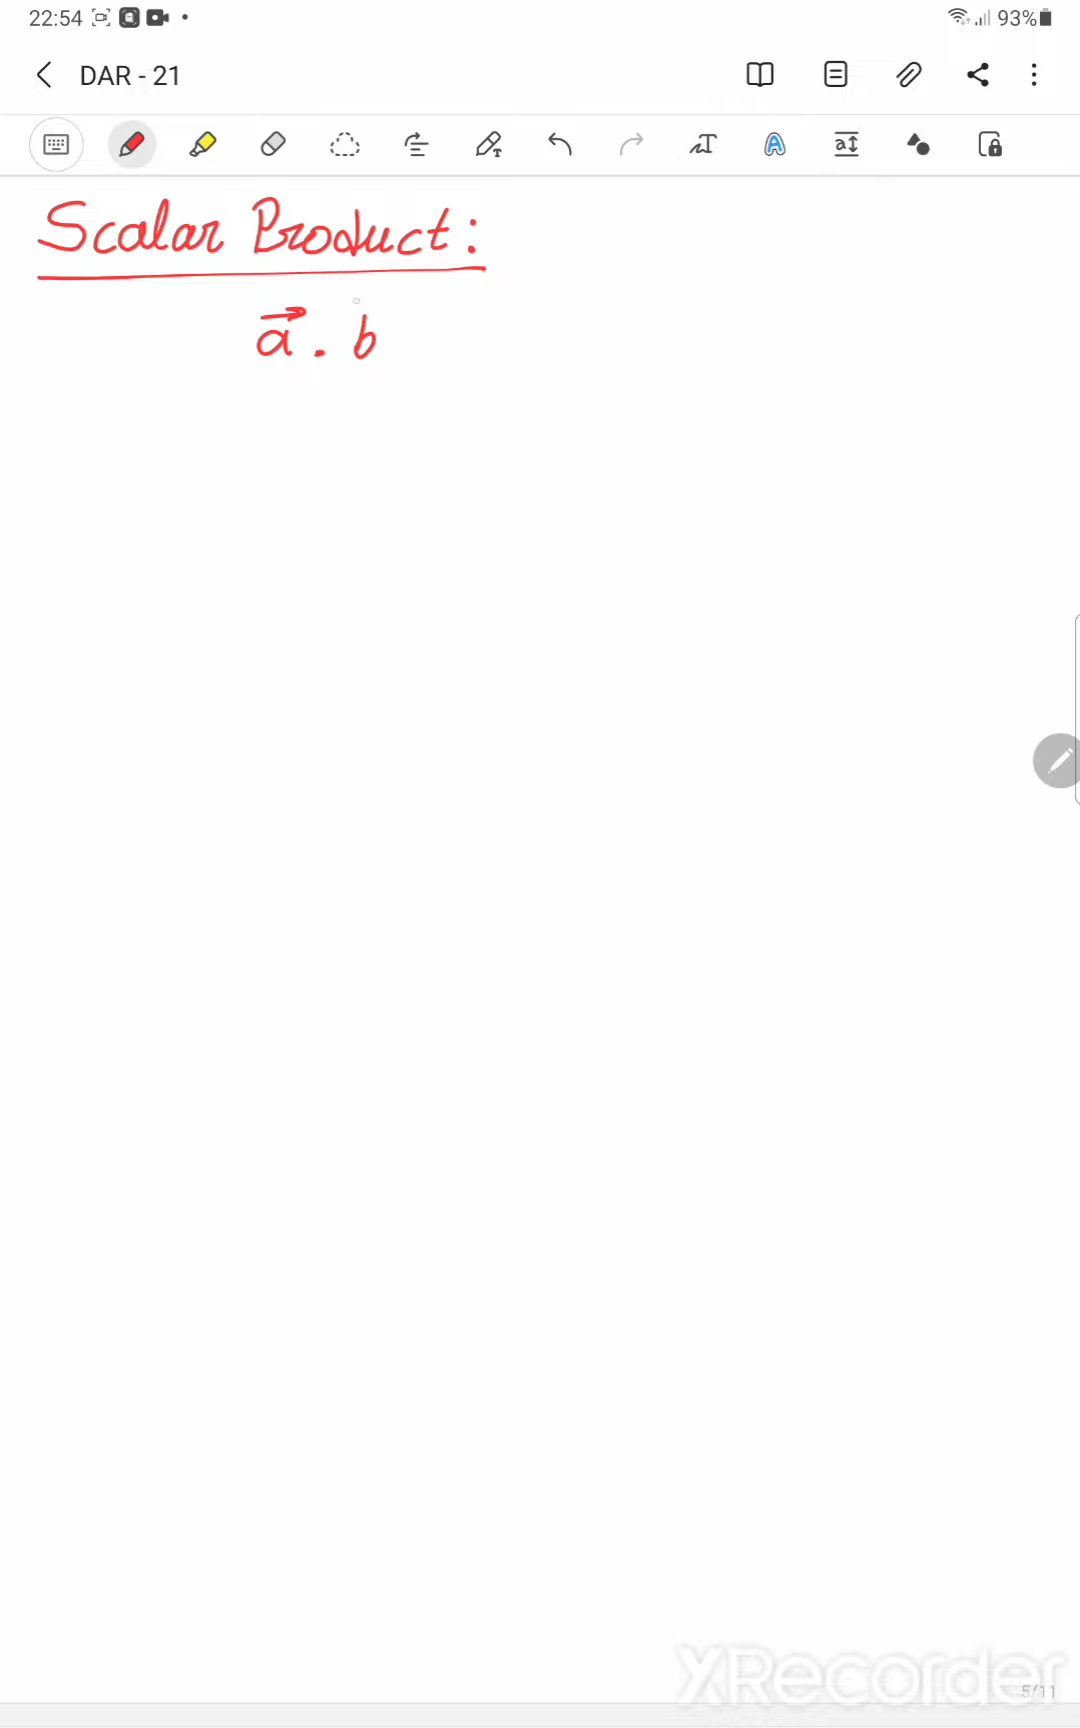 22:54 93%
DAR - 21
Scalar Product:
a⃗ . b
XRecorder
5/11